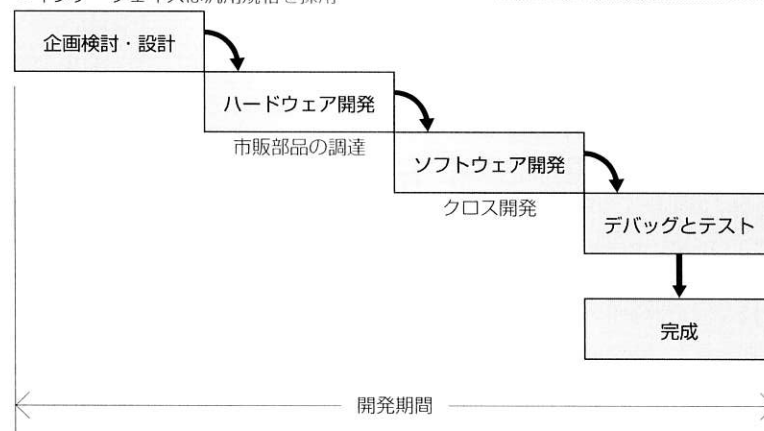 企画検討・設計
ハードウェア開発
市販部品の調達
ソフトウェア開発
クロス開発
デバッグとテスト
完成
開発期間